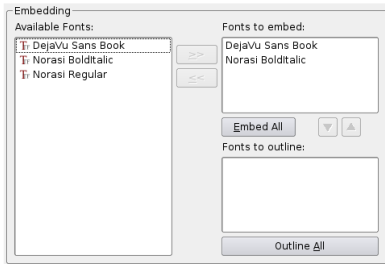 Embedding
Available Fonts:
DejaVu Sans Book
Norasi BoldItalic
Norasi Regular
>>
<<
Fonts to embed:
DejaVu Sans Book
Norasi BoldItalic
Embed All
Fonts to outline:
Outline All